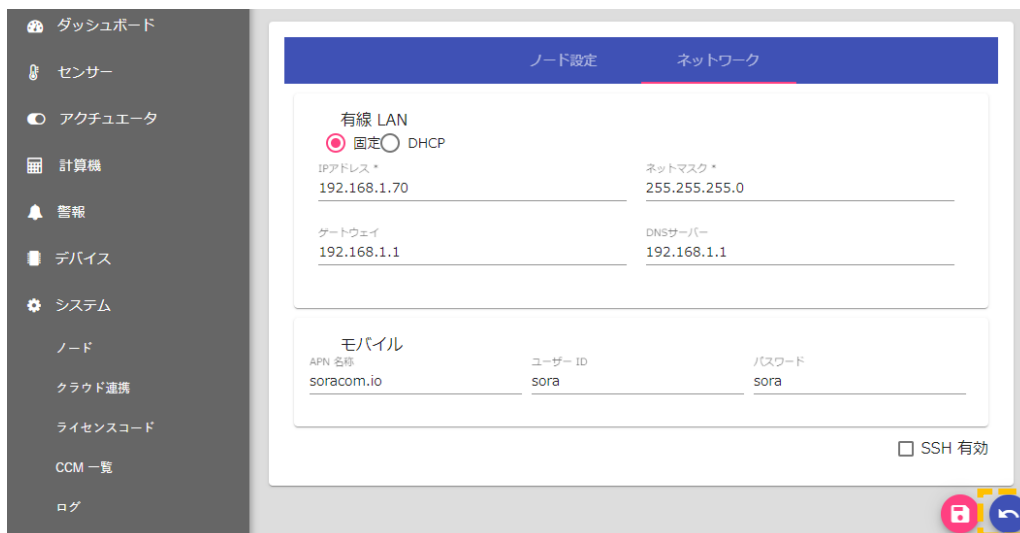 ダッシュボード
センサー
アクチュエータ
計算機
警報
デバイス
システム
ノード
クラウド連携
ライセンスコード
CCM 一覧
ログ
ノード設定 ネットワーク
有線 LAN
固定 DHCP
IPアドレス * ネットマスク *
192.168.1.70 255.255.255.0
ゲートウェイ DNSサーバー
192.168.1.1 192.168.1.1
モバイル
APN 名称 ユーザー ID パスワード
soracom.io sora sora
SSH 有効